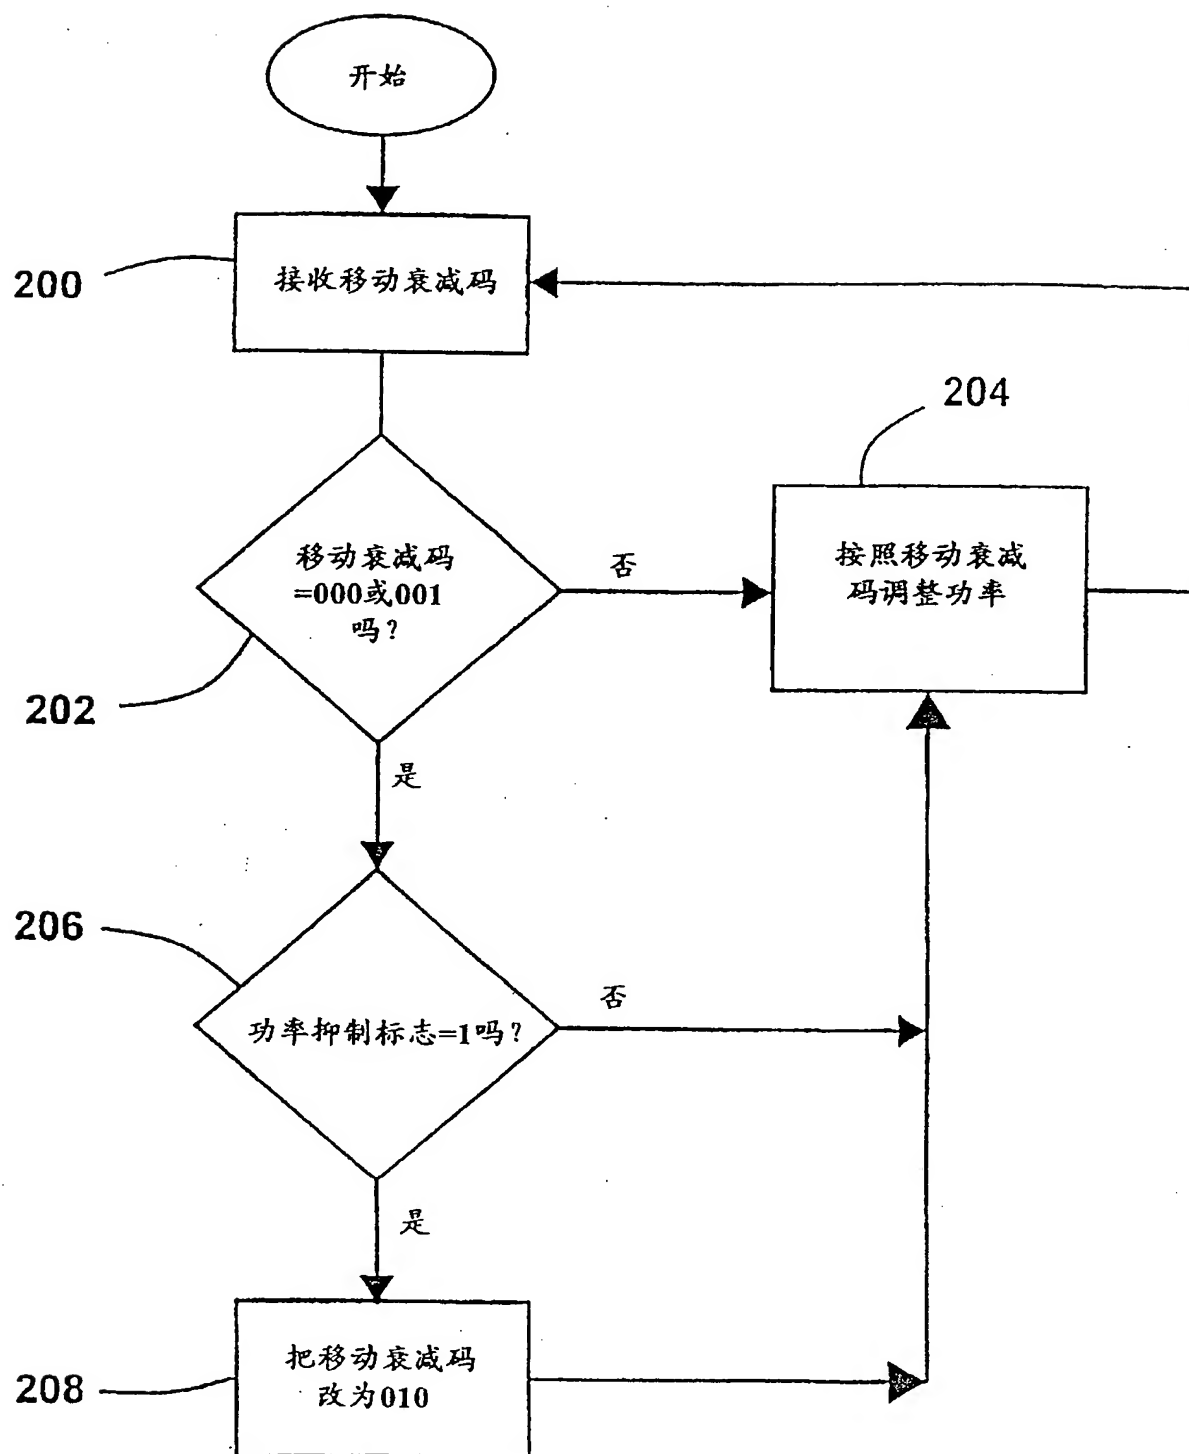 开始
200
接收移动衰减码
204
移动衰减码
=000或001
吗?
否
按照移动衰减
码调整功率
202
是
206
功率抑制标志=1吗?
否
是
208
把移动衰减码
改为010